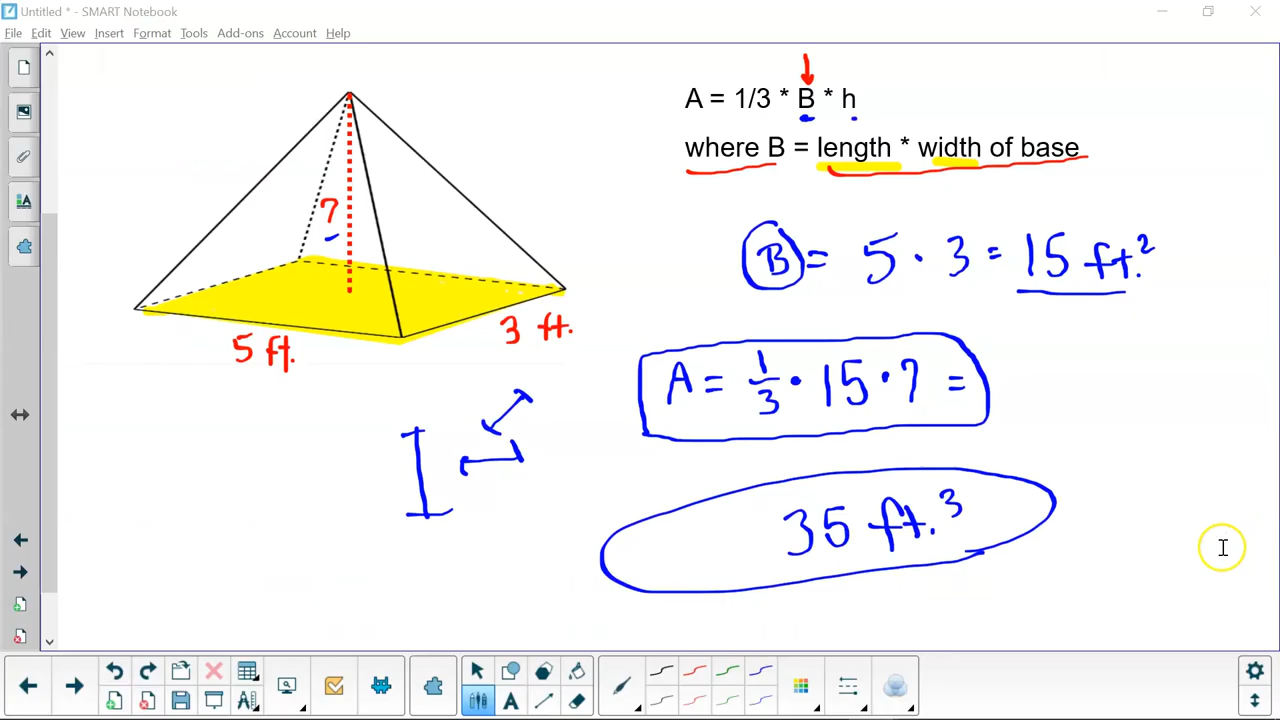 Untitled * - SMART Notebook
File Edit View Insert Format Tools Add-ons Account Help
A = 1/3 * B * h
where B = length * width of base
7
B = 5 · 3 = 15 ft.²
3 ft.
5 ft.
A = 1/3 · 15 · 7 =
35 ft.³